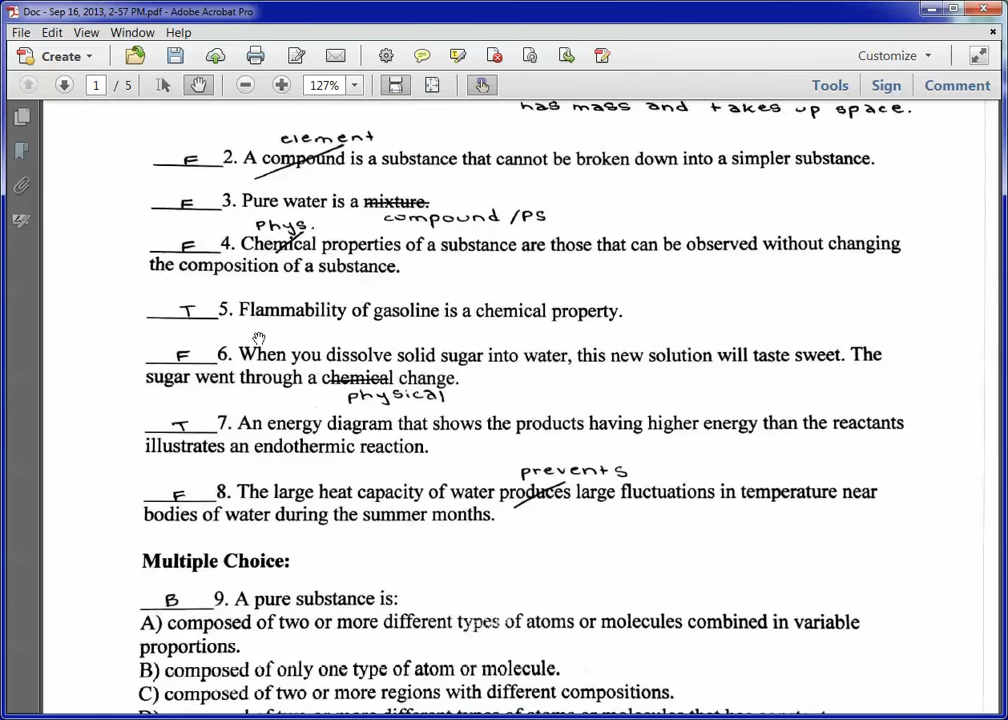 Doc - Sep 16, 2013, 2-57 PM.pdf - Adobe Acrobat Pro
File Edit View Window Help
Create Customize
1 / 5 127% Tools Sign Comment
has mass and takes up space.
element
F 2. A compound is a substance that cannot be broken down into a simpler substance.
F 3. Pure water is a mixture.
compound /PS
phys.
F 4. Chemical properties of a substance are those that can be observed without changing
the composition of a substance.
T 5. Flammability of gasoline is a chemical property.
F 6. When you dissolve solid sugar into water, this new solution will taste sweet. The
sugar went through a chemical change.
physical
T 7. An energy diagram that shows the products having higher energy than the reactants
illustrates an endothermic reaction.
prevents
F 8. The large heat capacity of water produces large fluctuations in temperature near
bodies of water during the summer months.
Multiple Choice:
B 9. A pure substance is:
A) composed of two or more different types of atoms or molecules combined in variable
proportions.
B) composed of only one type of atom or molecule.
C) composed of two or more regions with different compositions.